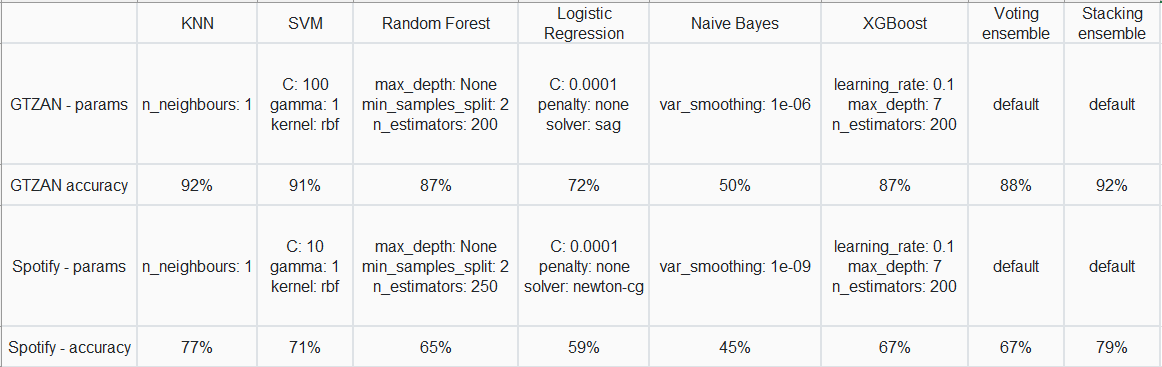 KNN
SVM
Random Forest
Logistic
Regression
Naive Bayes
XGBoost
Voting
ensemble
Stacking
ensemble
GTZAN - params
n_neighbours: 1
C: 100
gamma: 1
kernel: rbf
max_depth: None
min_samples_split: 2
n_estimators: 200
C: 0.0001
penalty: none
solver: sag
var_smoothing: 1e-06
learning_rate: 0.1
max_depth: 7
n_estimators: 200
default
default
GTZAN accuracy
92%
91%
87%
72%
50%
87%
88%
92%
Spotify - params
n_neighbours: 1
C: 10
gamma: 1
kernel: rbf
max_depth: None
min_samples_split: 2
n_estimators: 250
C: 0.0001
penalty: none
solver: newton-cg
var_smoothing: 1e-09
learning_rate: 0.1
max_depth: 7
n_estimators: 200
default
default
Spotify - accuracy
77%
71%
65%
59%
45%
67%
67%
79%